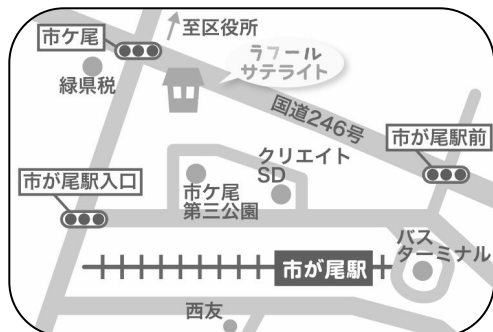 市ケ尾
至区役所
ラフール
サテライト
緑県税
国道246号
市が尾駅前
クリエイト
SD
市が尾駅入口
市ケ尾
第三公園
バス
ターミナル
市が尾駅
西友